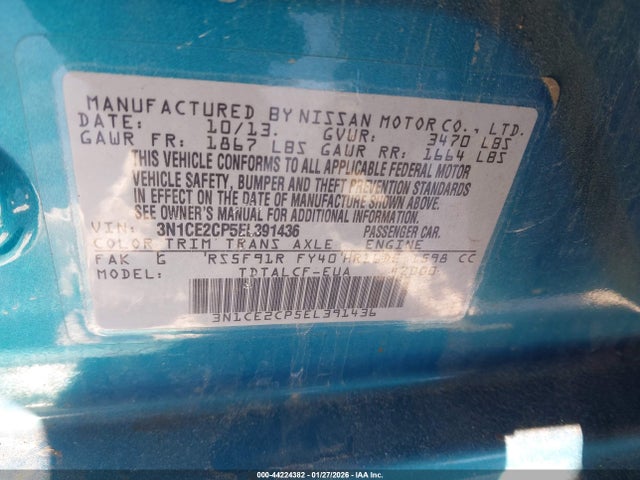 MANUFACTURED BY NISSAN MOTOR CO., LTD.
DATE: 10/13. GVWR: 3470 LBS
GAWR FR: 1867 LBS GAWR RR: 1664 LBS
THIS VEHICLE CONFORMS TO ALL APPLICABLE FEDERAL MOTOR
VEHICLE SAFETY, BUMPER AND THEFT PREVENTION STANDARDS
IN EFFECT ON THE DATE OF MANUFACTURE SHOWN ABOVE.
SEE OWNER'S MANUAL FOR ADDITIONAL INFORMATION
VIN: 3N1CE2CP5EL391436 PASSENGER CAR.
COLOR TRIM TRANS AXLE ENGINE
FAK G RS5F91R FY40 HR16DE 1598 CC
MODEL: TDTALCF-EUA
3N1CE2CP5EL391436
000-44224382 | 01/27/2026 | IAAI.COM